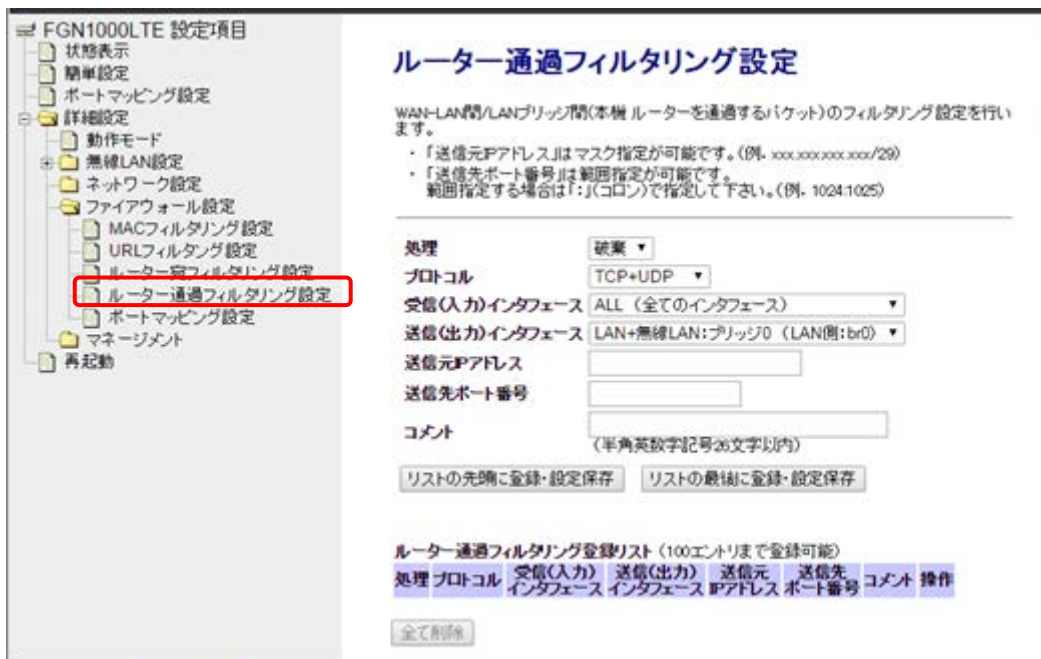 FGN1000LTE 設定項目
状態表示
簡単設定
ポートマッピング設定
詳細設定
動作モード
無線LAN設定
ネットワーク設定
ファイアウォール設定
MACフィルタリング設定
URLフィルタング設定
ルーター宛フィルタリング設定
ルーター通過フィルタリング設定
ポートマッピング設定
マネージメント
再起動
ルーター通過フィルタリング設定
WAN-LAN間/LANブリッジ間(本機 ルーターを通過するパケット)のフィルタリング設定を行い
ます。
・「送信元IPアドレス」はマスク指定が可能です。(例. xxx.xxx.xxx.xxx/29)
・「送信先ポート番号」は範囲指定が可能です。
範囲指定する場合は「:」(コロン)で指定して下さい。(例. 1024:1025)
処理 破棄
プロトコル TCP+UDP
受信(入力)インタフェース ALL (全てのインタフェース)
送信(出力)インタフェース LAN+無線LAN:ブリッジ0 (LAN側:br0)
送信元IPアドレス
送信先ポート番号
コメント
(半角英数字記号26文字以内)
リストの先頭に登録・設定保存 リストの最後に登録・設定保存
ルーター通過フィルタリング登録リスト (100エントリまで登録可能)
処理 プロトコル 受信(入力)インタフェース 送信(出力)インタフェース 送信元IPアドレス 送信先ポート番号 コメント 操作
全て削除